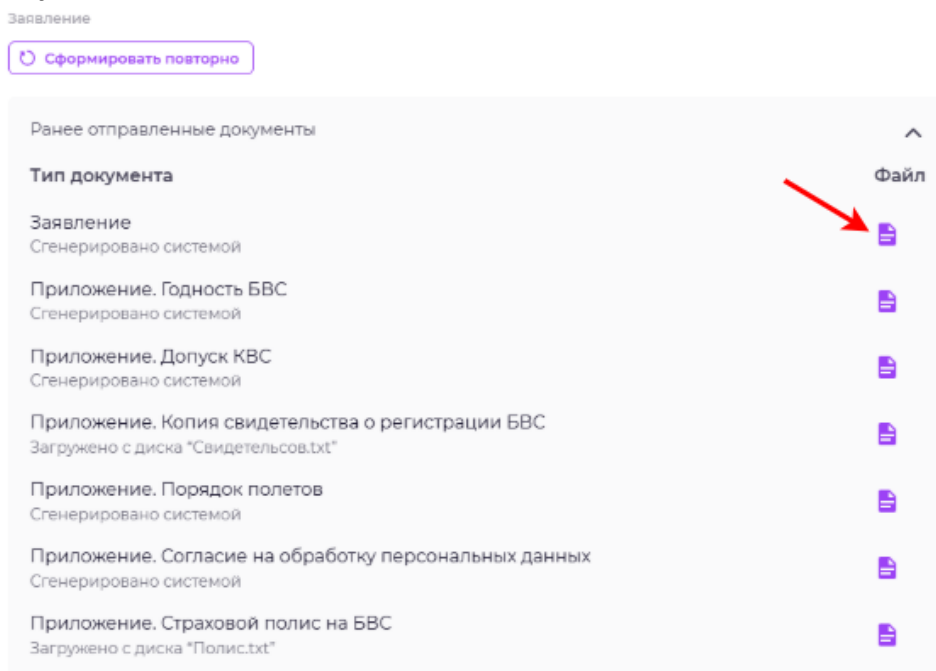 Заявление
Сформировать повторно
Ранее отправленные документы
Тип документа Файл
Заявление
Сгенерировано системой
Приложение. Годность БВС
Сгенерировано системой
Приложение. Допуск КВС
Сгенерировано системой
Приложение. Копия свидетельства о регистрации БВС
Загружено с диска "Свидетельсов.txt"
Приложение. Порядок полетов
Сгенерировано системой
Приложение. Согласие на обработку персональных данных
Сгенерировано системой
Приложение. Страховой полис на БВС
Загружено с диска "Полис.txt"